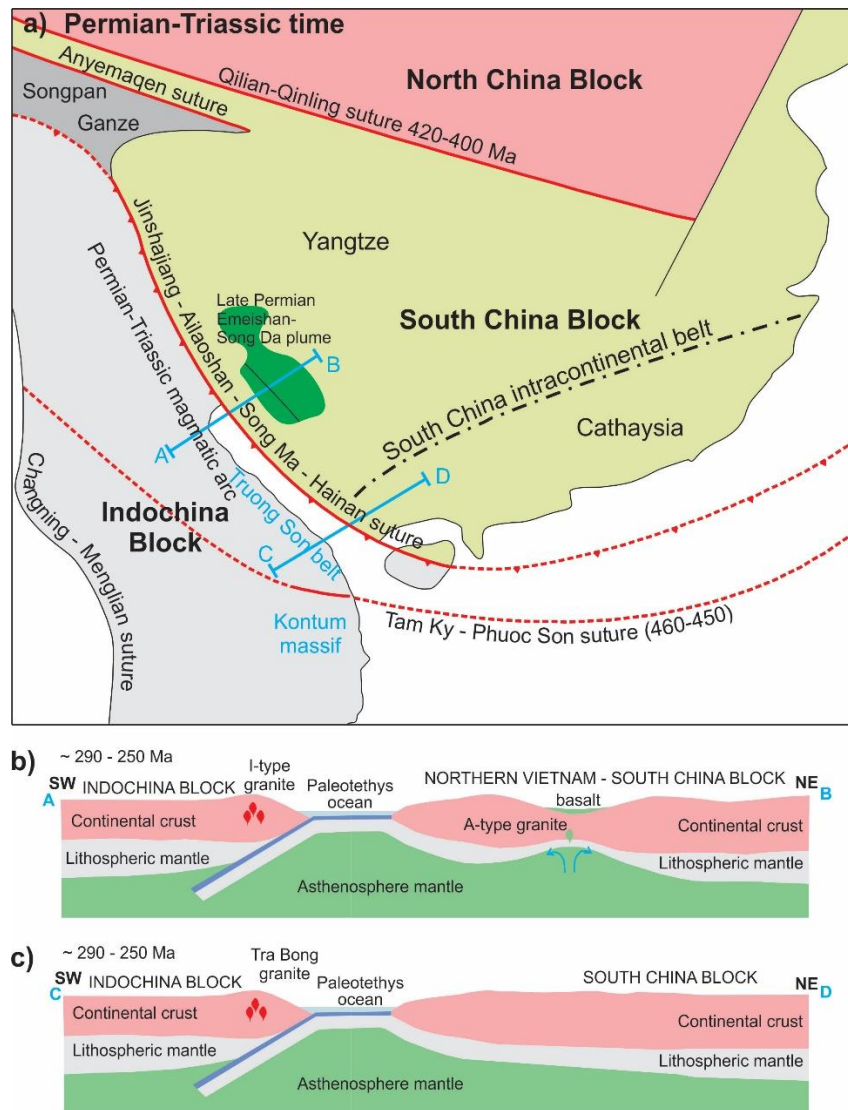 a) Permian-Triassic time
Anyemaqen suture
Qilian-Qinling suture 420-400 Ma
North China Block
Songpan
Ganze
Jinshajiang - Ailaoshan - Song Ma - Hainan suture
Yangtze
Permian-Triassic magmatic arc
Late Permian
Emeishan-
Song Da plume
South China Block
B
South China intracontinental belt
A
D
Cathaysia
Truong Son belt
Indochina
Block
C
Changning - Menglian suture
Kontum
massif
Tam Ky - Phuoc Son suture (460-450)
b)
~ 290 - 250 Ma
I-type
granite
SW
INDOCHINA BLOCK
Paleotethys
ocean
NORTHERN VIETNAM - SOUTH CHINA BLOCK
NE
A
basalt
B
Continental crust
A-type granite
Continental crust
Lithospheric mantle
Lithospheric mantle
Asthenosphere mantle
c)
~ 290 - 250 Ma
Tra Bong
granite
SW
INDOCHINA BLOCK
Paleotethys
ocean
SOUTH CHINA BLOCK
NE
C
D
Continental crust
Continental crust
Lithospheric mantle
Lithospheric mantle
Asthenosphere mantle